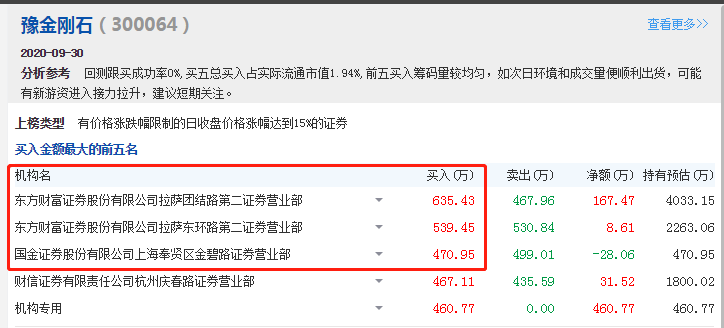 豫金刚石（300064） 查看更多>>
2020-09-30
分析参考 回测跟买成功率0%,买五总买入占实际流通市值1.94%,前五买入筹码量较均匀，如次日环境和成交量便顺利出货，可能
有新游资进入接力拉升，建议短期关注。
上榜类型 有价格涨跌幅限制的日收盘价格涨幅达到15%的证券
买入金额最大的前五名
机构名 买入(万) 卖出(万) 净额(万) 持有预估(万)
东方财富证券股份有限公司拉萨团结路第二证券营业部 635.43 467.96 167.47 4033.15
东方财富证券股份有限公司拉萨东环路第二证券营业部 539.45 530.84 8.61 2263.06
国金证券股份有限公司上海奉贤区金碧路证券营业部 470.95 499.01 -28.06 470.95
财信证券有限责任公司杭州庆春路证券营业部 467.11 435.59 31.52 1800.02
机构专用 460.77 0.00 460.77 460.77